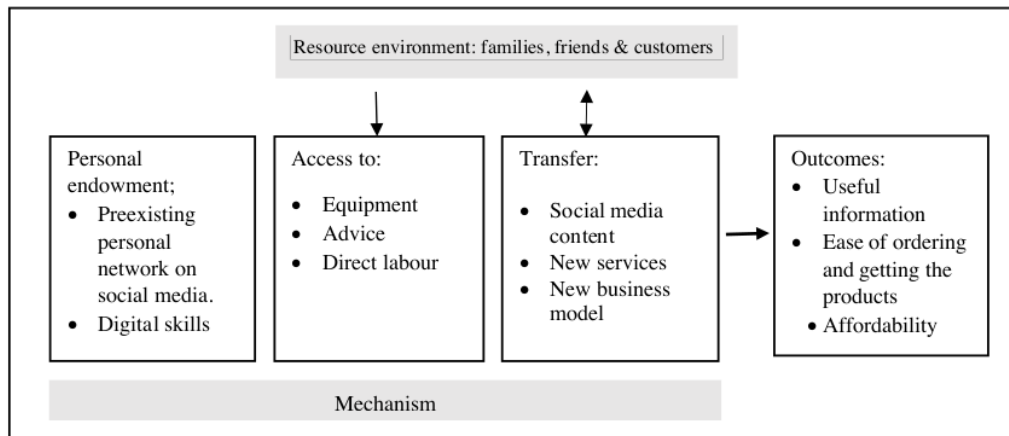 Resource environment: families, friends & customers
Personal
endowment;
• Preexisting
personal
network on
social media.
• Digital skills
Access to:
• Equipment
• Advice
• Direct labour
Transfer:
• Social media
content
• New services
• New business
model
Outcomes:
• Useful
information
• Ease of ordering
and getting the
products
• Affordability
Mechanism